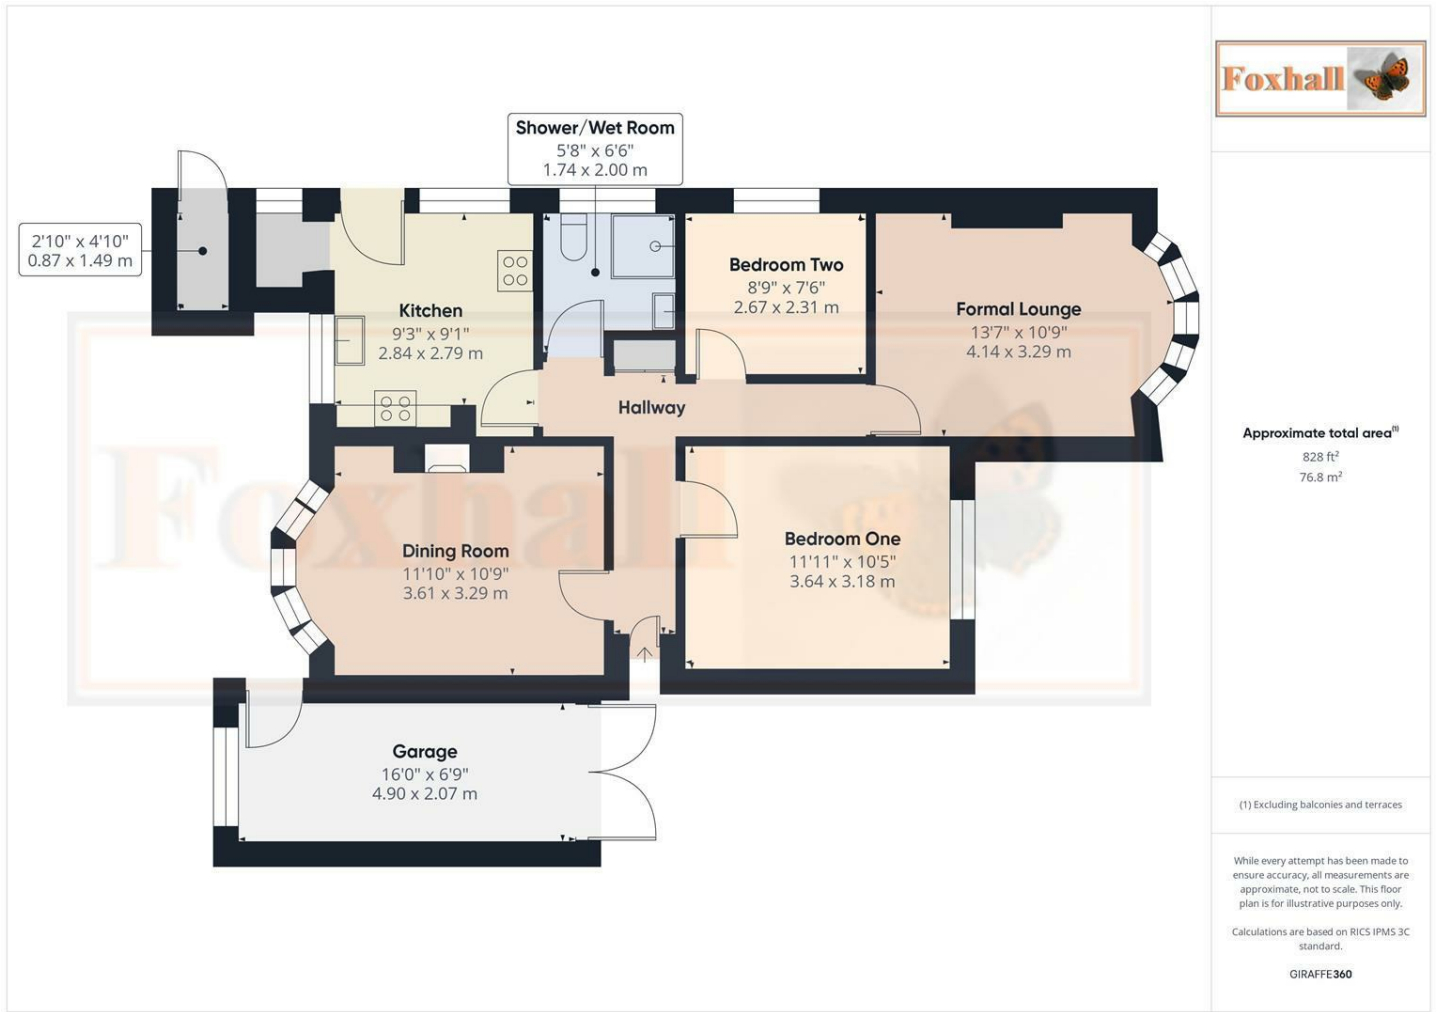 Foxhall
Shower/Wet Room
5'8" x 6'6"
1.74 x 2.00 m
2'10" x 4'10"
0.87 x 1.49 m
Kitchen
9'3" x 9'1"
2.84 x 2.79 m
Bedroom Two
8'9" x 7'6"
2.67 x 2.31 m
Formal Lounge
13'7" x 10'9"
4.14 x 3.29 m
Hallway
Dining Room
11'10" x 10'9"
3.61 x 3.29 m
Bedroom One
11'11" x 10'5"
3.64 x 3.18 m
Garage
16'0" x 6'9"
4.90 x 2.07 m
Foxhall
Approximate total area(1)
828 ft²
76.8 m²
(1) Excluding balconies and terraces
While every attempt has been made to
ensure accuracy, all measurements are
approximate, not to scale. This floor
plan is for illustrative purposes only.
Calculations are based on RICS IPMS 3C
standard.
GIRAFFE360